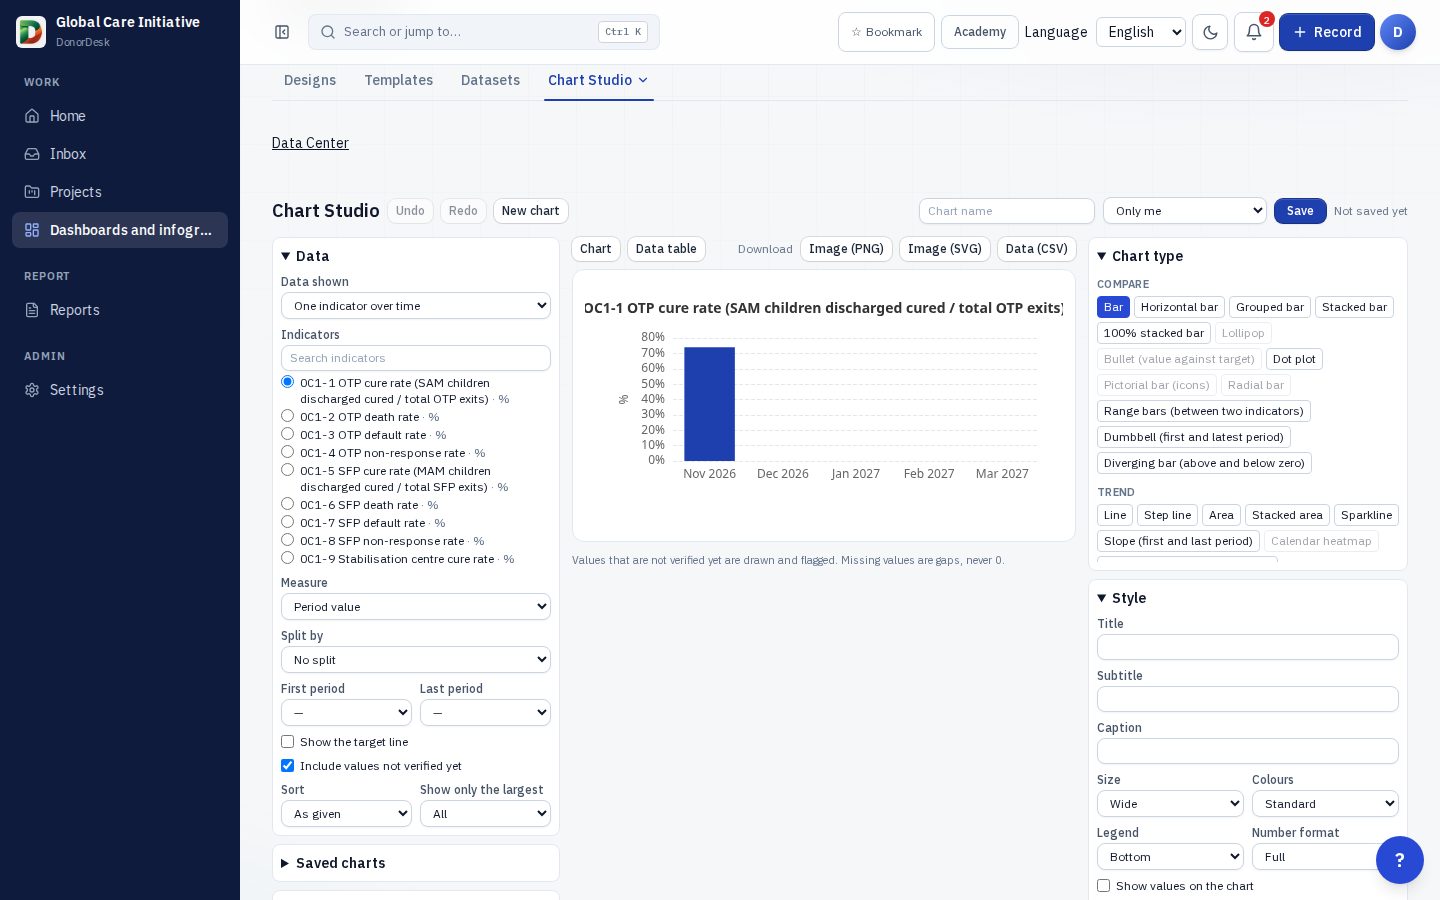 Global Care Initiative
DonorDesk
WORK
Home
Inbox
Projects
Dashboards and infogr...
REPORT
Reports
ADMIN
Settings
Search or jump to...
Ctrl K
☆ Bookmark
Academy
Language
English
2
+ Record
D
Designs
Templates
Datasets
Chart Studio
Data Center
Chart Studio
Undo
Redo
New chart
Chart name
Only me
Save
Not saved yet
Data
Data shown
One indicator over time
Indicators
Search indicators
OC1-1 OTP cure rate (SAM children
discharged cured / total OTP exits) · %
OC1-2 OTP death rate · %
OC1-3 OTP default rate · %
OC1-4 OTP non-response rate · %
OC1-5 SFP cure rate (MAM children
discharged cured / total SFP exits) · %
OC1-6 SFP death rate · %
OC1-7 SFP default rate · %
OC1-8 SFP non-response rate · %
OC1-9 Stabilisation centre cure rate · %
Measure
Period value
Split by
No split
First period
Last period
—
—
Show the target line
Include values not verified yet
Sort
Show only the largest
As given
All
Saved charts
Chart
Data table
Download
Image (PNG)
Image (SVG)
Data (CSV)
OC1-1 OTP cure rate (SAM children discharged cured / total OTP exits)
80%
70%
60%
50%
40%
30%
20%
10%
0%
%
Nov 2026
Dec 2026
Jan 2027
Feb 2027
Mar 2027
Values that are not verified yet are drawn and flagged. Missing values are gaps, never 0.
Chart type
COMPARE
Bar
Horizontal bar
Grouped bar
Stacked bar
100% stacked bar
Lollipop
Bullet (value against target)
Dot plot
Pictorial bar (icons)
Radial bar
Range bars (between two indicators)
Dumbbell (first and latest period)
Diverging bar (above and below zero)
TREND
Line
Step line
Area
Stacked area
Sparkline
Slope (first and last period)
Calendar heatmap
Style
Title
Subtitle
Caption
Size
Colours
Wide
Standard
Legend
Number format
Bottom
Full
Show values on the chart
?